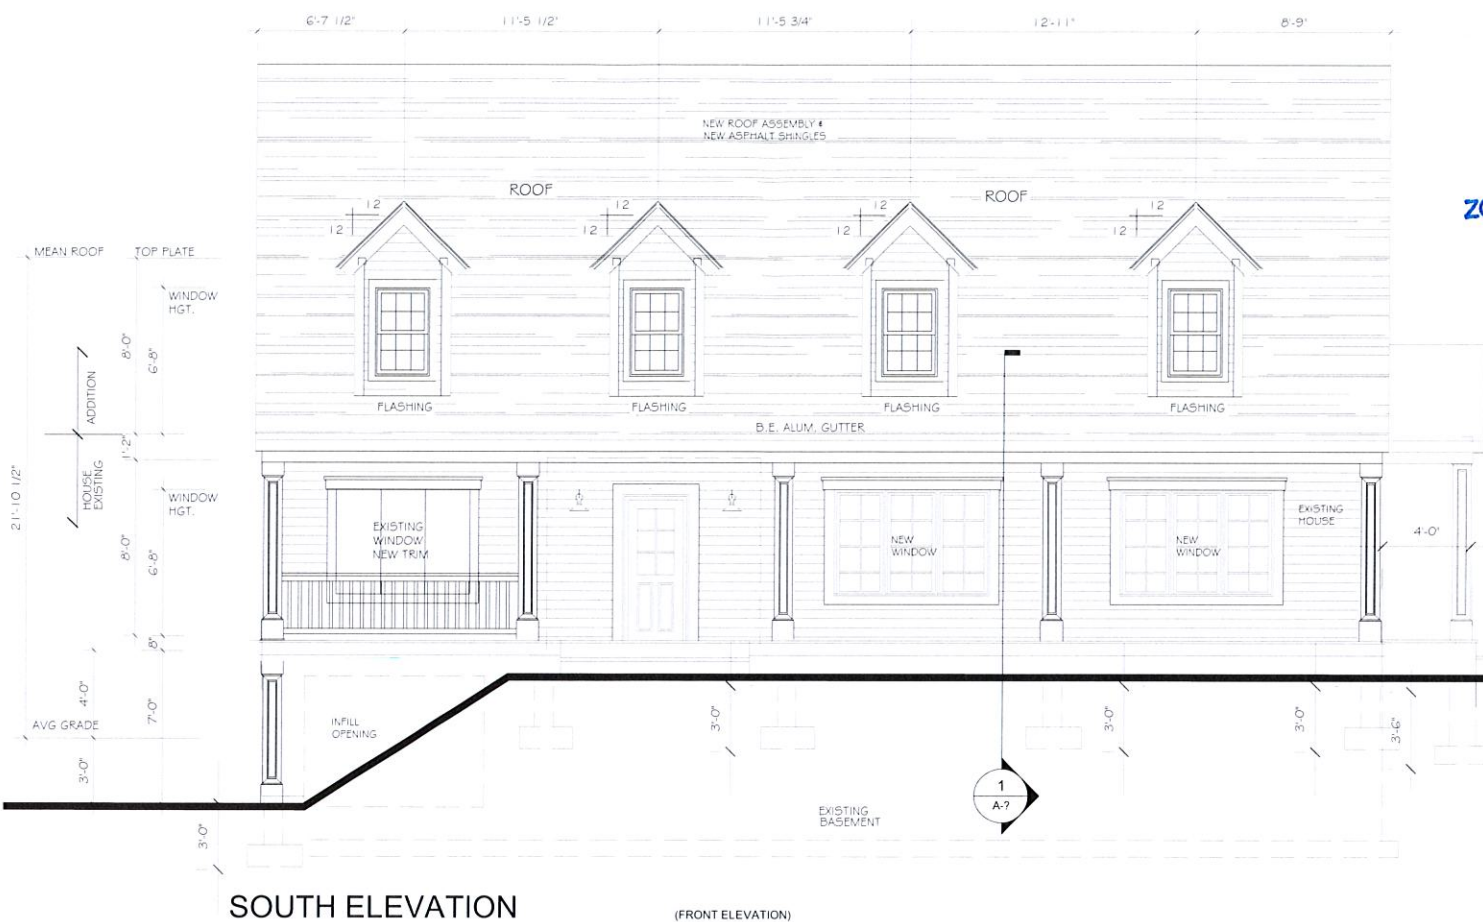 6'-7 1/2"
11'-5 1/2"
11'-5 3/4"
12'-11"
8'-9"
NEW ROOF ASSEMBLY &
NEW ASPHALT SHINGLES
ROOF
ROOF
12
12
12
12
12
12
12
12
MEAN ROOF
TOP PLATE
WINDOW
HGT.
8'-0"
6'-8"
ADDITION
FLASHING
FLASHING
FLASHING
FLASHING
B.E. ALUM. GUTTER
1'-2"
HOUSE
EXISTING
21'-10 1/2"
WINDOW
HGT.
8'-0"
6'-8"
EXISTING
WINDOW
NEW TRIM
NEW
WINDOW
NEW
WINDOW
EXISTING
HOUSE
4'-0"
8"
4'-0"
7'-0"
AVG GRADE
3'-0"
INFILL
OPENING
3'-0"
3'-0"
3'-0"
3'-6"
3'-0"
1
A-?
EXISTING
BASEMENT
SOUTH ELEVATION
(FRONT ELEVATION)